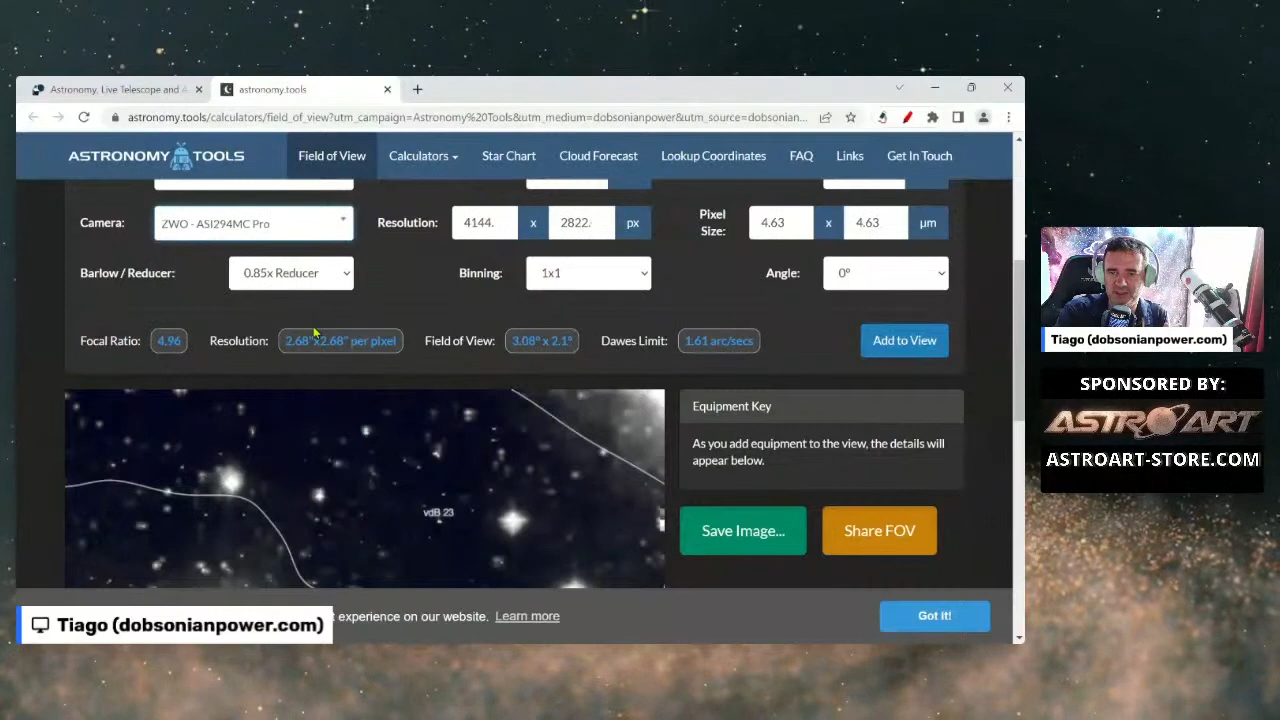 Astronomy, Live Telescope and A
astronomy.tools
astronomy.tools/calculators/field_of_view?utm_campaign=Astronomy%20Tools&utm_medium=dobsonianpower&utm_source=dobsonian...
ASTRONOMY TOOLS
Field of View
Calculators
Star Chart
Cloud Forecast
Lookup Coordinates
FAQ
Links
Get In Touch
Camera:
ZWO - ASI294MC Pro
Resolution:
4144.
x
2822.
px
Pixel
Size:
4.63
x
4.63
µm
Barlow / Reducer:
0.85x Reducer
Binning:
1x1
Angle:
0°
Focal Ratio:
4.96
Resolution:
2.68"x2.68" per pixel
Field of View:
3.08° x 2.1°
Dawes Limit:
1.61 arc/secs
Add to View
vdB 23
Equipment Key
As you add equipment to the view, the details will
appear below.
Save Image...
Share FOV
t experience on our website. Learn more
Got it!
Tiago (dobsonianpower.com)
Tiago (dobsonianpower.com)
SPONSORED BY:
ASTROART
ASTROART-STORE.COM